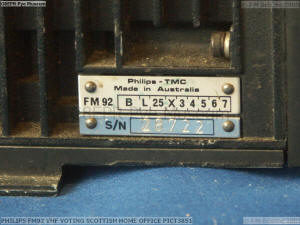 Philips - TMC
Made in Australia
FM 92 B L 25 X 3 4 5 6 7
S/N 28722
PHILIPS FM92 VHF VOTING SCOTTISH HOME OFFICE PICT3851